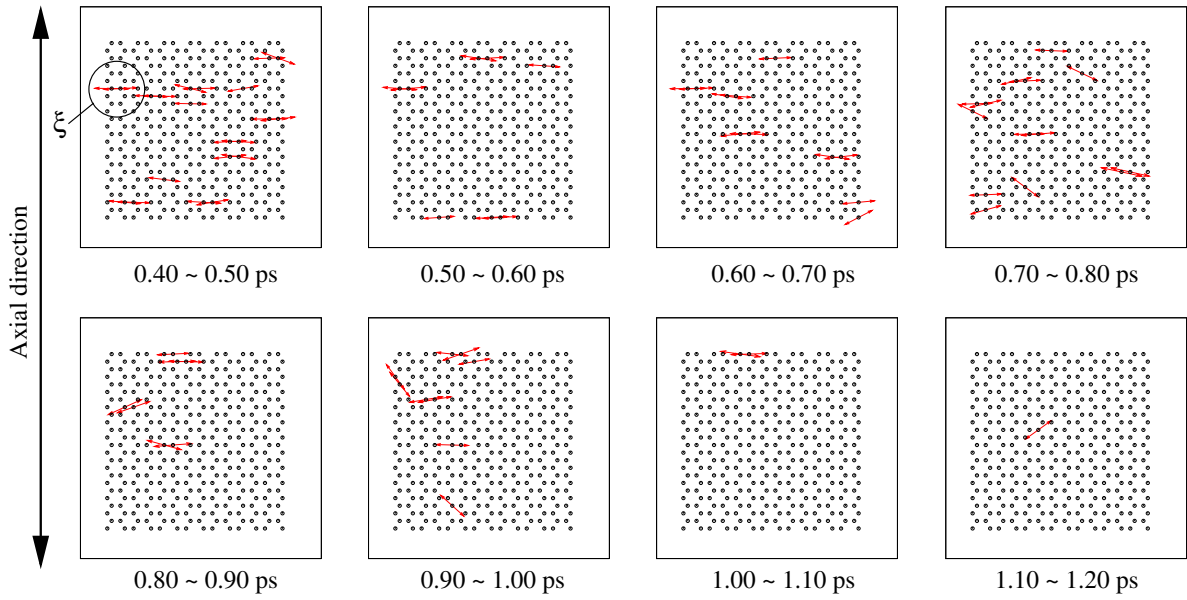 Axial direction
ξ
0.40 ~ 0.50 ps
0.50 ~ 0.60 ps
0.60 ~ 0.70 ps
0.70 ~ 0.80 ps
0.80 ~ 0.90 ps
0.90 ~ 1.00 ps
1.00 ~ 1.10 ps
1.10 ~ 1.20 ps